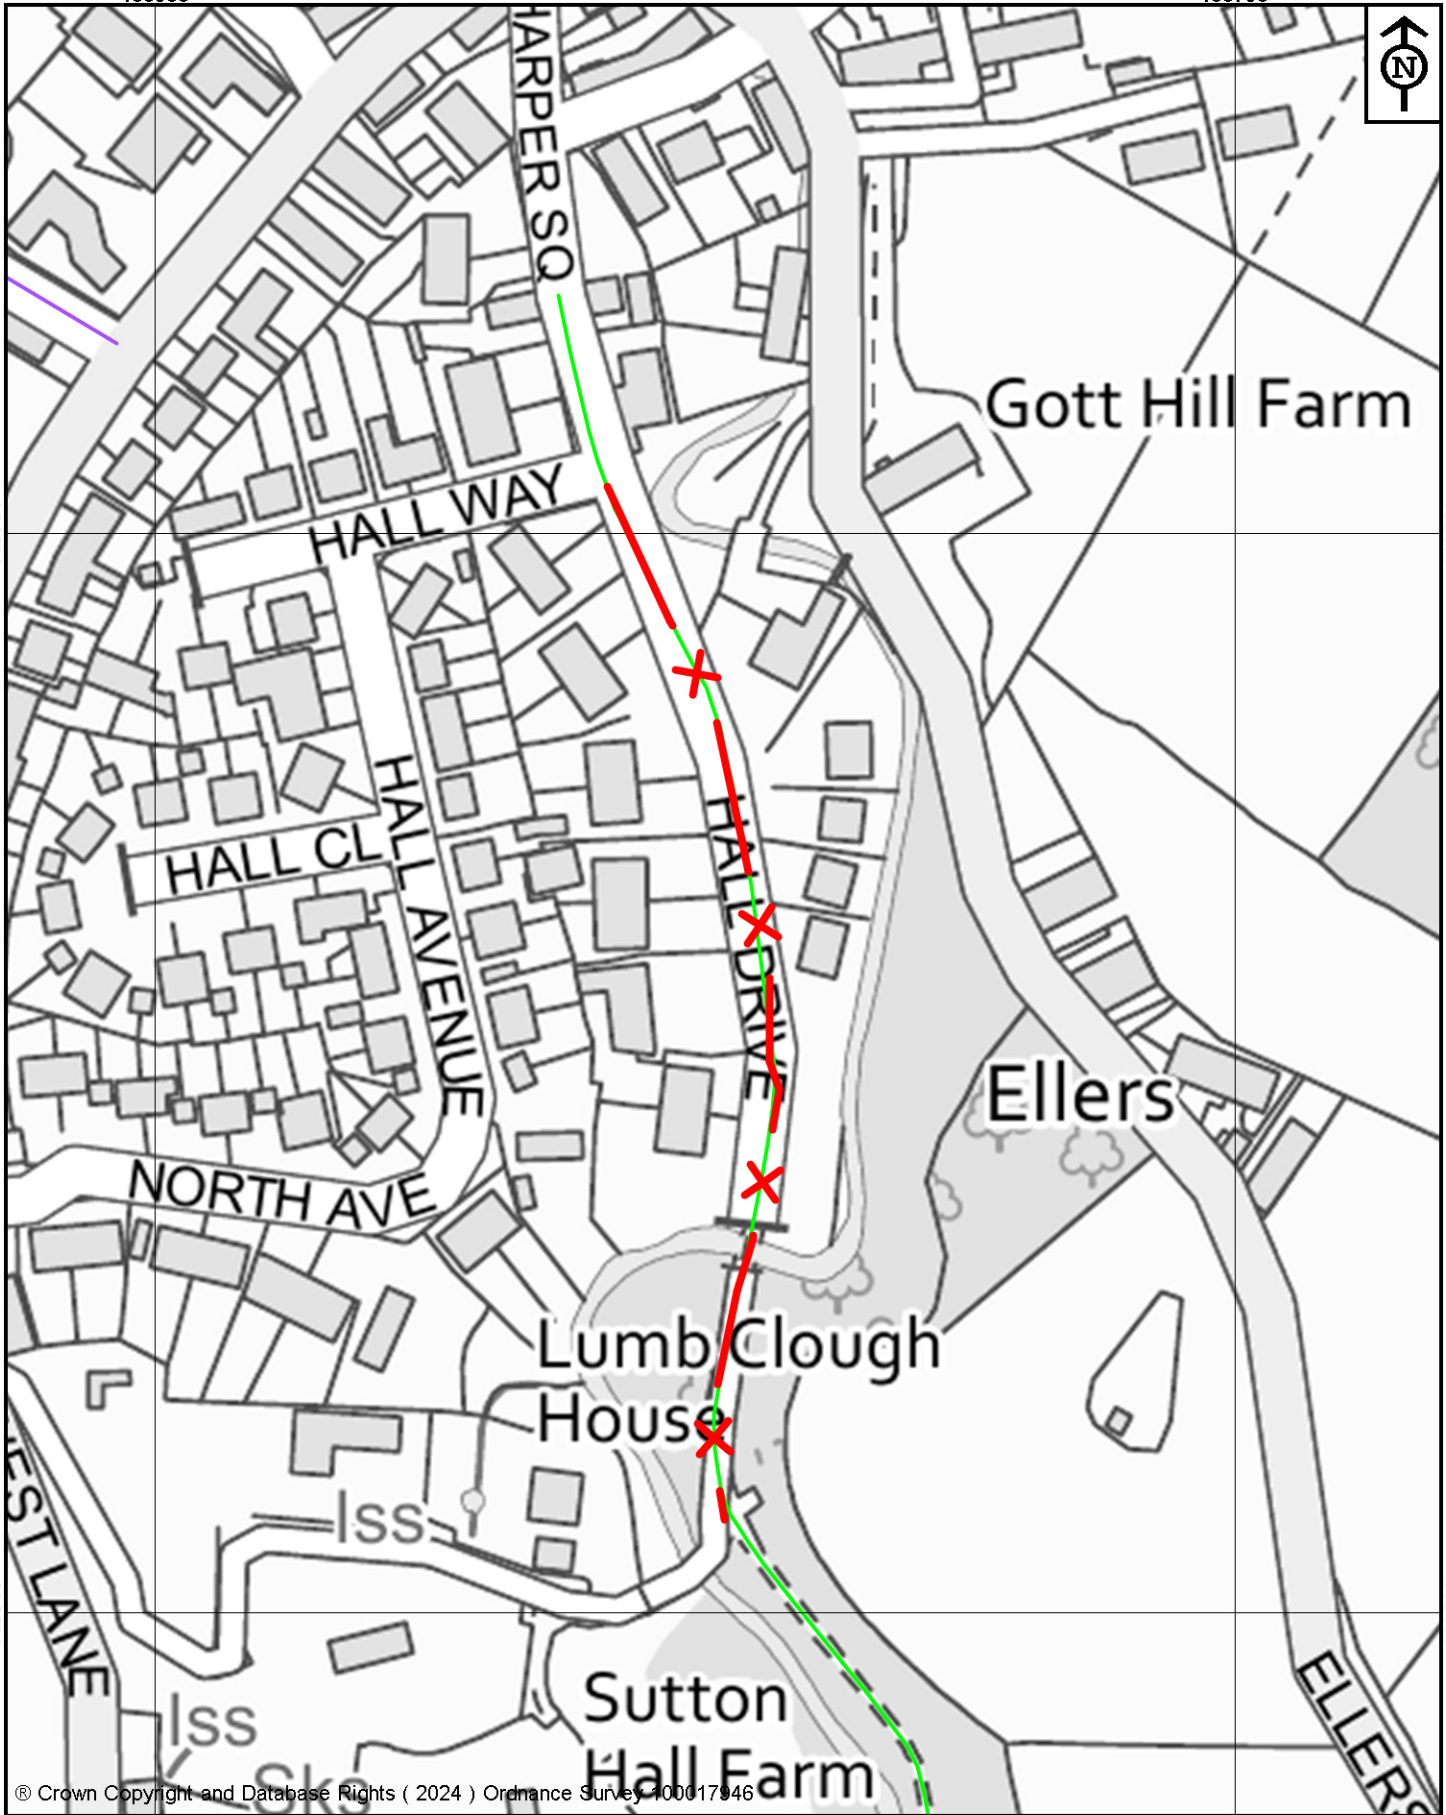 N
HARPER SQ
Gott Hill Farm
HALL WAY
HALL CL
HALL AVENUE
HALL DRIVE
Ellers
NORTH AVE
Lumb Clough
House
Iss
EST LANE
Sutton
Hall Farm
Iss
Sks
ELLERS
® Crown Copyright and Database Rights ( 2024 ) Ordnance Survey 100017946